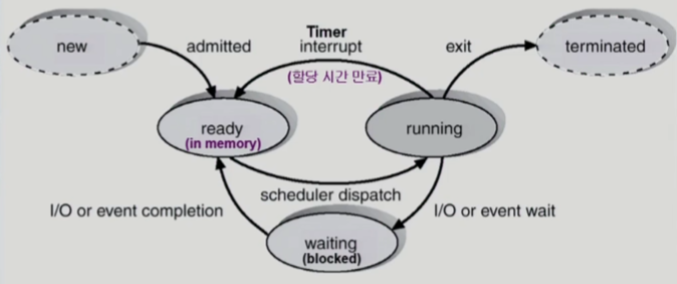 new
admitted
Timer
interrupt
(할당 시간 만료)
exit
terminated
ready
(in memory)
running
scheduler dispatch
I/O or event completion
I/O or event wait
waiting
(blocked)